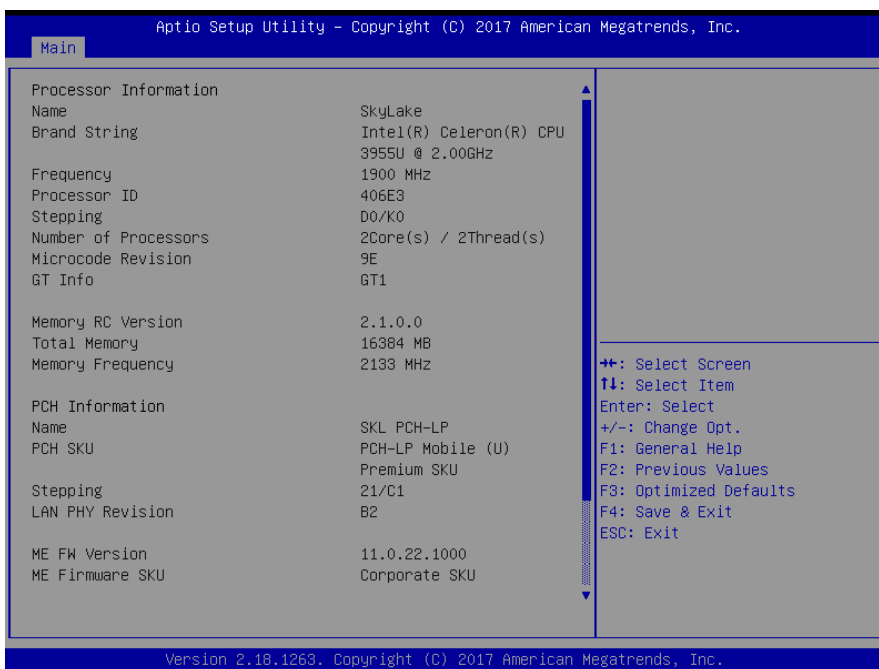 Aptio Setup Utility – Copyright (C) 2017 American Megatrends, Inc.
Main
Processor Information
Name SkyLake
Brand String Intel(R) Celeron(R) CPU
3955U @ 2.00GHz
Frequency 1900 MHz
Processor ID 406E3
Stepping D0/K0
Number of Processors 2Core(s) / 2Thread(s)
Microcode Revision 9E
GT Info GT1
Memory RC Version 2.1.0.0
Total Memory 16384 MB
Memory Frequency 2133 MHz
PCH Information
Name SKL PCH-LP
PCH SKU PCH-LP Mobile (U)
Premium SKU
Stepping 21/C1
LAN PHY Revision B2
ME FW Version 11.0.22.1000
ME Firmware SKU Corporate SKU
→←: Select Screen
↑↓: Select Item
Enter: Select
+/-: Change Opt.
F1: General Help
F2: Previous Values
F3: Optimized Defaults
F4: Save & Exit
ESC: Exit
Version 2.18.1263. Copyright (C) 2017 American Megatrends, Inc.